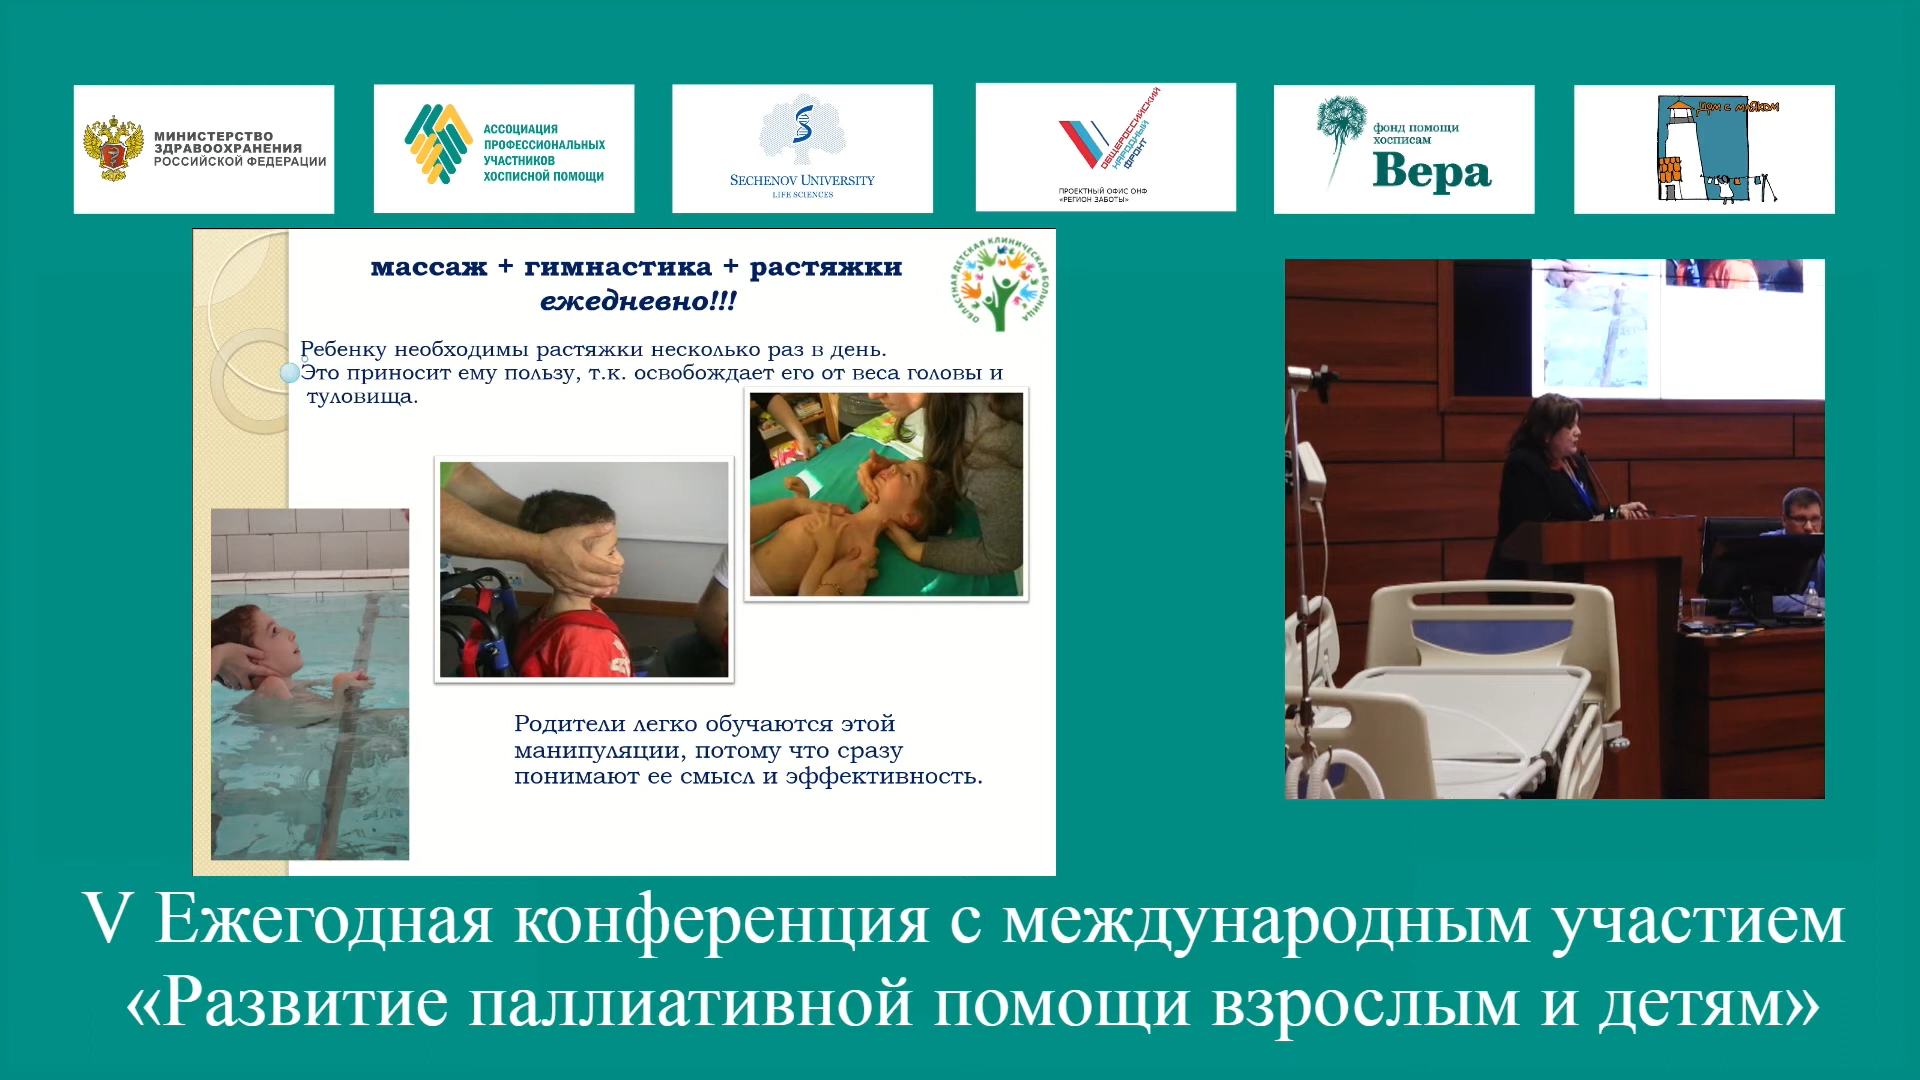 МИНИСТЕРСТВО
ЗДРАВООХРАНЕНИЯ
РОССИЙСКОЙ ФЕДЕРАЦИИ
АССОЦИАЦИЯ
ПРОФЕССИОНАЛЬНЫХ
УЧАСТНИКОВ
ХОСПИСНОЙ ПОМОЩИ
SECHENOV UNIVERSITY
LIFE SCIENCES
ОБЩЕРОССИЙСКИЙ
НАРОДНЫЙ
ФРОНТ
ПРОЕКТНЫЙ ОФИС ОНФ
«РЕГИОН ЗАБОТЫ»
фонд помощи
хосписам
Вера
Дом с маяком
массаж + гимнастика + растяжки
ежедневно!!!
ОБЛАСТНАЯ ДЕТСКАЯ КЛИНИЧЕСКАЯ БОЛЬНИЦА
Ребенку необходимы растяжки несколько раз в день.
Это приносит ему пользу, т.к. освобождает его от веса головы и
туловища.
Родители легко обучаются этой
манипуляции, потому что сразу
понимают ее смысл и эффективность.
V Ежегодная конференция с международным участием
«Развитие паллиативной помощи взрослым и детям»